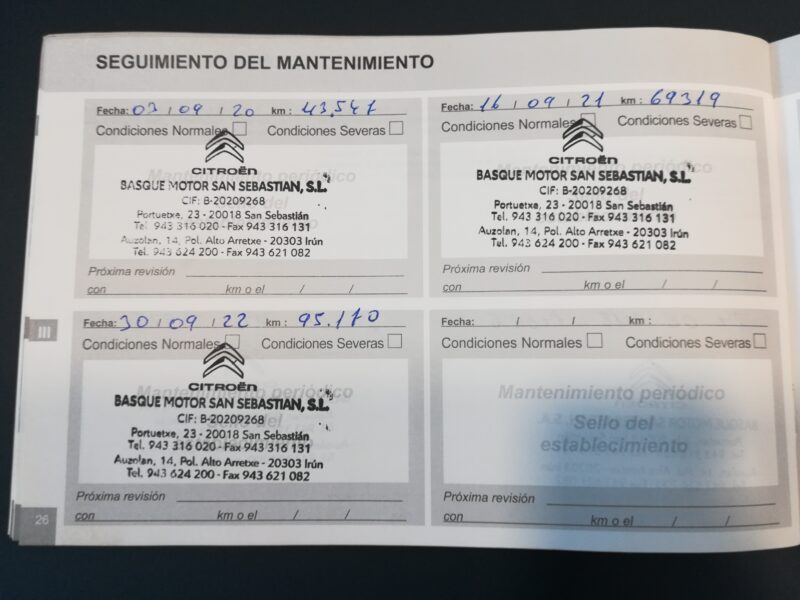 SEGUIMIENTO DEL MANTENIMIENTO
Fecha: 03 / 09 / 20 km : 43.547
Condiciones Normales Condiciones Severas
CITROËN
BASQUE MOTOR SAN SEBASTIAN, S.L.
CIF: B-20209268
Portuetxe, 23 - 20018 San Sebastián
Tel. 943 316 020 - Fax 943 316 131
Auzolan, 14, Pol. Alto Arretxe - 20303 Irún
Tel. 943 624 200 - Fax 943 621 082
Próxima revisión
con km o el / /
Fecha: 16 / 09 / 21 km : 69319
Condiciones Normales Condiciones Severas
CITROËN
BASQUE MOTOR SAN SEBASTIAN, S.L.
CIF: B-20209268
Portuetxe, 23 - 20018 San Sebastián
Tel. 943 316 020 - Fax 943 316 131
Auzolan, 14, Pol. Alto Arretxe - 20303 Irún
Tel. 943 624 200 - Fax 943 621 082
Próxima revisión
con km o el / /
Fecha: 30 / 09 / 22 km : 95.170
Condiciones Normales Condiciones Severas
Mantenimiento periódico
CITROËN
BASQUE MOTOR SAN SEBASTIAN, S.L.
CIF: B-20209268
Portuetxe, 23 - 20018 San Sebastián
Tel. 943 316 020 - Fax 943 316 131
Auzolan, 14, Pol. Alto Arretxe - 20303 Irún
Tel. 943 624 200 - Fax 943 621 082
Próxima revisión
con km o el / /
Fecha: / / km :
Condiciones Normales Condiciones Severas
Mantenimiento periódico
Sello del
establecimiento
Próxima revisión
con km o el / /
III
26